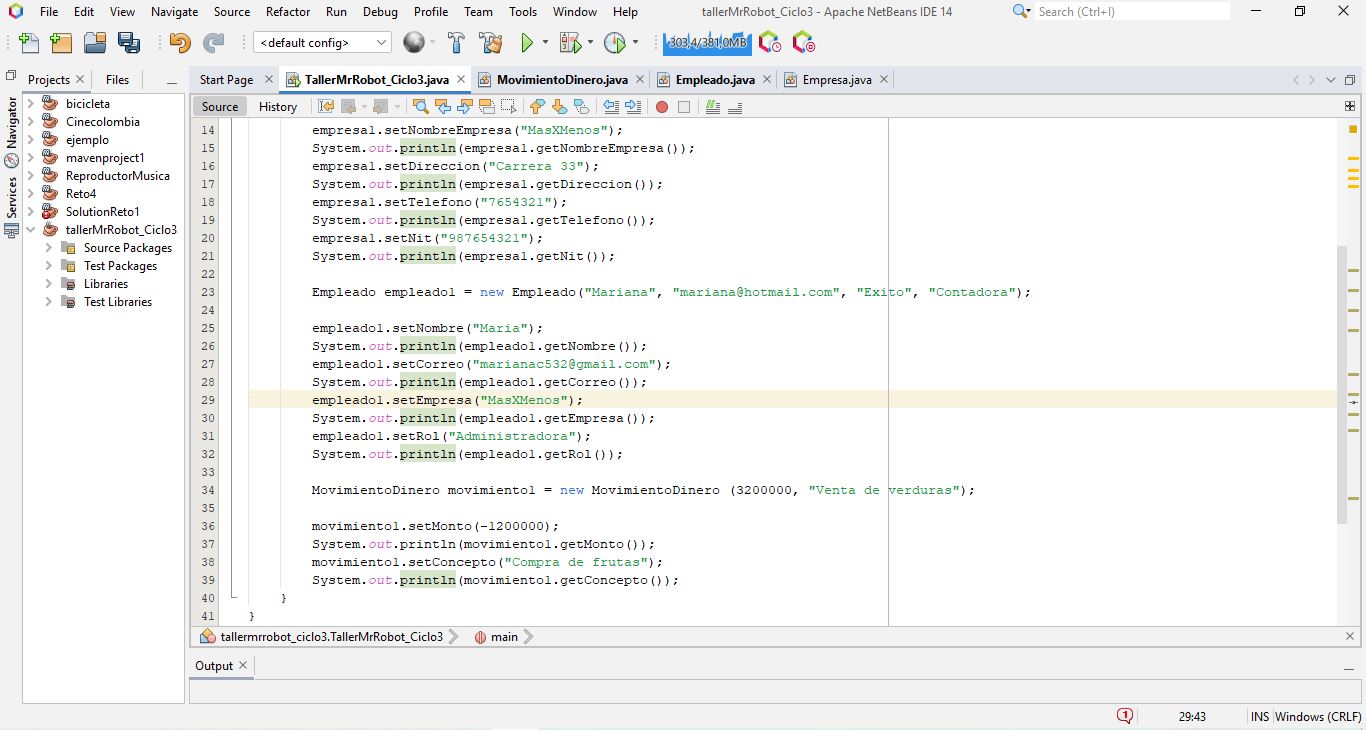 File Edit View Navigate Source Refactor Run Debug Profile Team Tools Window Help tallerMrRobot_Ciclo3 - Apache NetBeans IDE 14 Search (Ctrl+I)
<default config> 303,4/381,0MB
Projects Files Start Page TallerMrRobot_Ciclo3.java MovimientoDinero.java Empleado.java Empresa.java
Source History
Navigator
Services
bicicleta
Cinecolombia
ejemplo
mavenproject1
ReproductorMusica
Reto4
SolutionReto1
tallerMrRobot_Ciclo3
Source Packages
Test Packages
Libraries
Test Libraries
14 empresa1.setNombreEmpresa("MasXMenos");
15 System.out.println(empresa1.getNombreEmpresa());
16 empresa1.setDireccion("Carrera 33");
17 System.out.println(empresa1.getDireccion());
18 empresa1.setTelefono("7654321");
19 System.out.println(empresa1.getTelefono());
20 empresa1.setNit("987654321");
21 System.out.println(empresa1.getNit());
22
23 Empleado empleado1 = new Empleado("Mariana", "mariana@hotmail.com", "Exito", "Contadora");
24
25 empleado1.setNombre("Maria");
26 System.out.println(empleado1.getNombre());
27 empleado1.setCorreo("marianac532@gmail.com");
28 System.out.println(empleado1.getCorreo());
29 empleado1.setEmpresa("MasXMenos");
30 System.out.println(empleado1.getEmpresa());
31 empleado1.setRol("Administradora");
32 System.out.println(empleado1.getRol());
33
34 MovimientoDinero movimiento1 = new MovimientoDinero (3200000, "Venta de verduras");
35
36 movimiento1.setMonto(-1200000);
37 System.out.println(movimiento1.getMonto());
38 movimiento1.setConcepto("Compra de frutas");
39 System.out.println(movimiento1.getConcepto());
40 }
41 }
tallermrrobot_ciclo3.TallerMrRobot_Ciclo3 main
Output
1 29:43 INS Windows (CRLF)